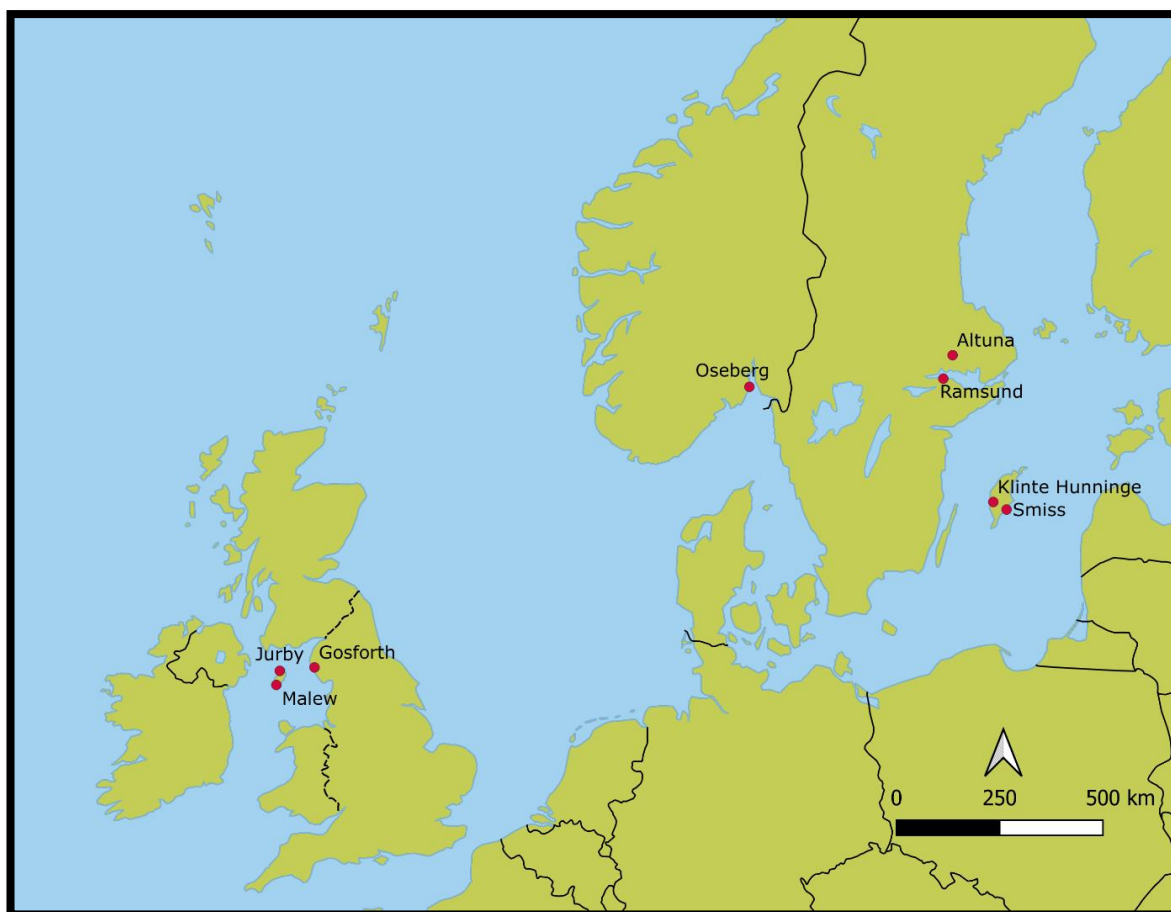 Altuna
Oseberg
Ramsund
Klinte Hunninge
Smiss
Jurby
Gosforth
Malew
0 250 500 km